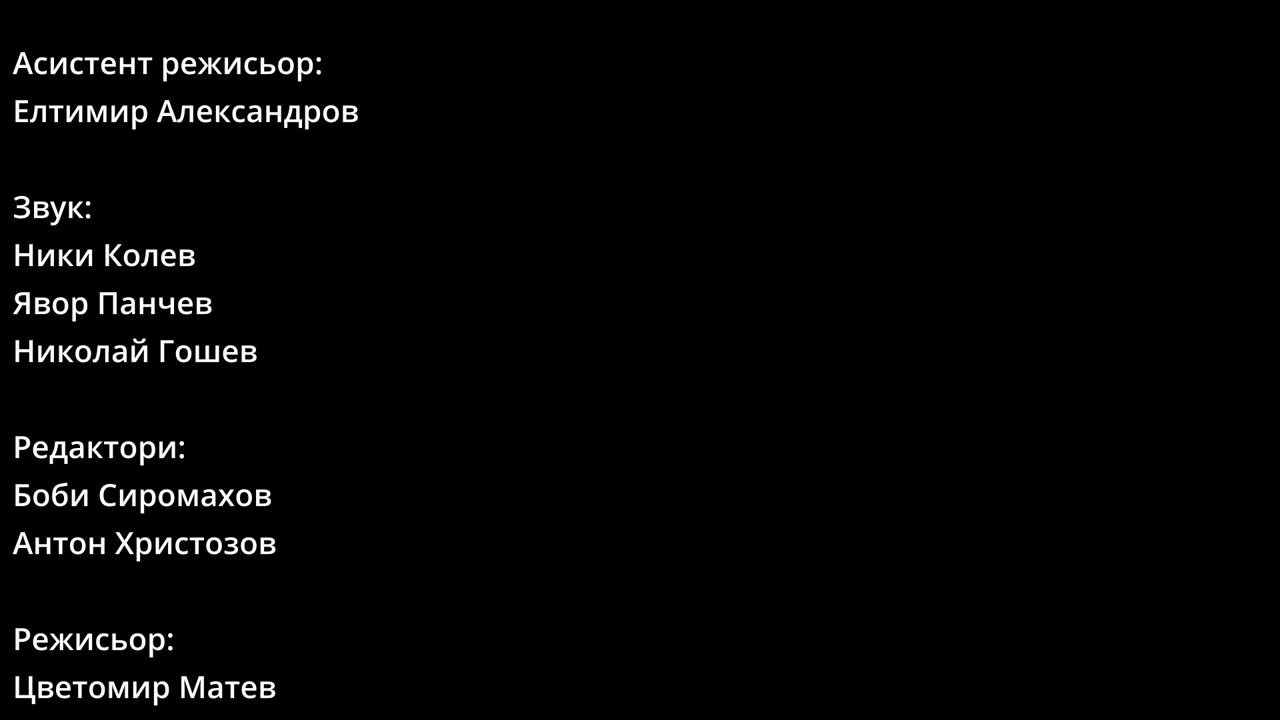 Асистент режисьор:
Елтимир Александров
Звук:
Ники Колев
Явор Панчев
Николай Гошев
Редактори:
Боби Сиромахов
Антон Христозов
Режисьор:
Цветомир Матев